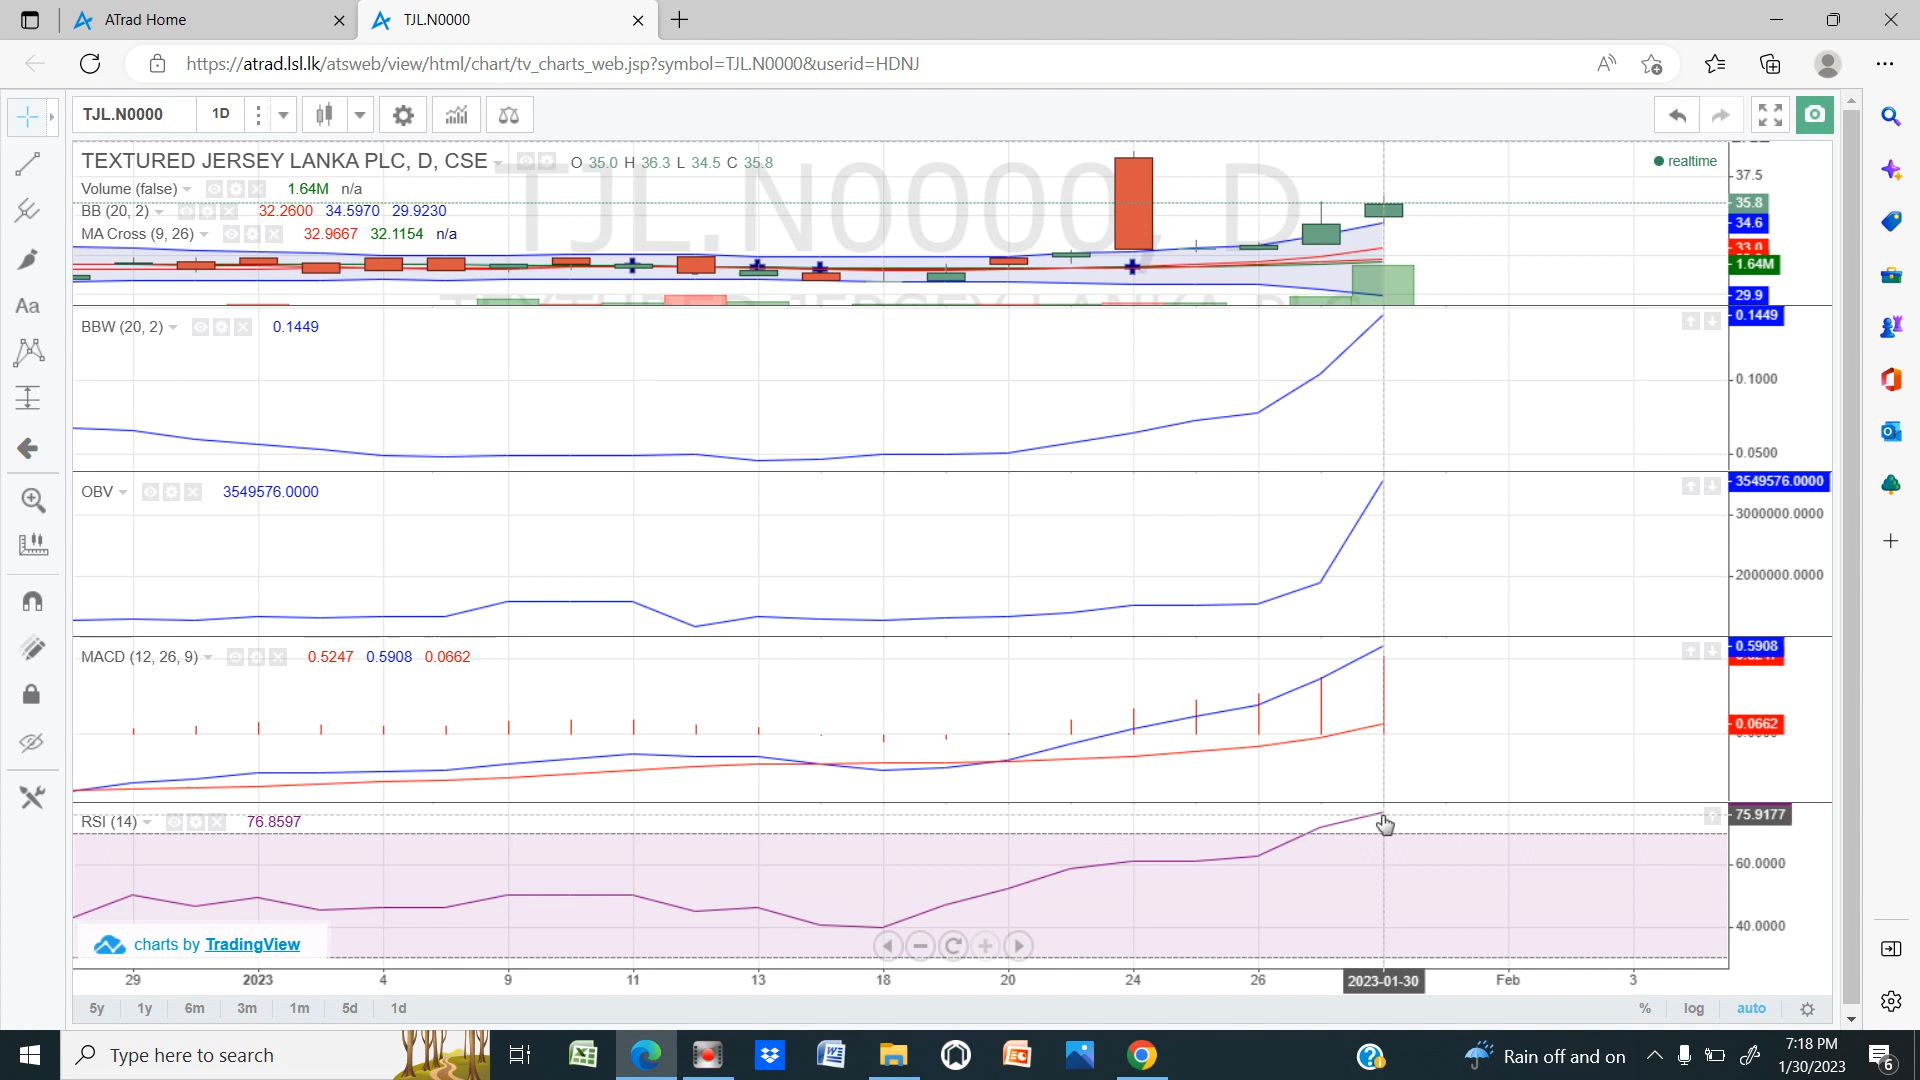 ATrad Home
TJL.N0000
https://atrad.lsl.lk/atsweb/view/html/chart/tv_charts_web.jsp?symbol=TJL.N0000&userid=HDNJ
TJL.N0000 1D
TEXTURED JERSEY LANKA PLC, D, CSE O 35.0 H 36.3 L 34.5 C 35.8
realtime
Volume (false) 1.64M n/a
BB (20, 2) 32.2600 34.5970 29.9230
MA Cross (9, 26) 32.9667 32.1154 n/a
TJL.N0000, D
TEXTURED JERSEY LANKA PLC
37.5
35.8
34.6
33.0
1.64M
29.9
BBW (20, 2) 0.1449
0.1449
0.1000
0.0500
OBV 3549576.0000
3549576.0000
3000000.0000
2000000.0000
MACD (12, 26, 9) 0.5247 0.5908 0.0662
0.5908
0.0662
RSI (14) 76.8597
75.9177
60.0000
40.0000
charts by TradingView
29 2023 4 9 11 13 18 20 24 26 2023-01-30 Feb 3
5y 1y 6m 3m 1m 5d 1d % log auto
Aa
Type here to search
Rain off and on
7:18 PM
1/30/2023
6